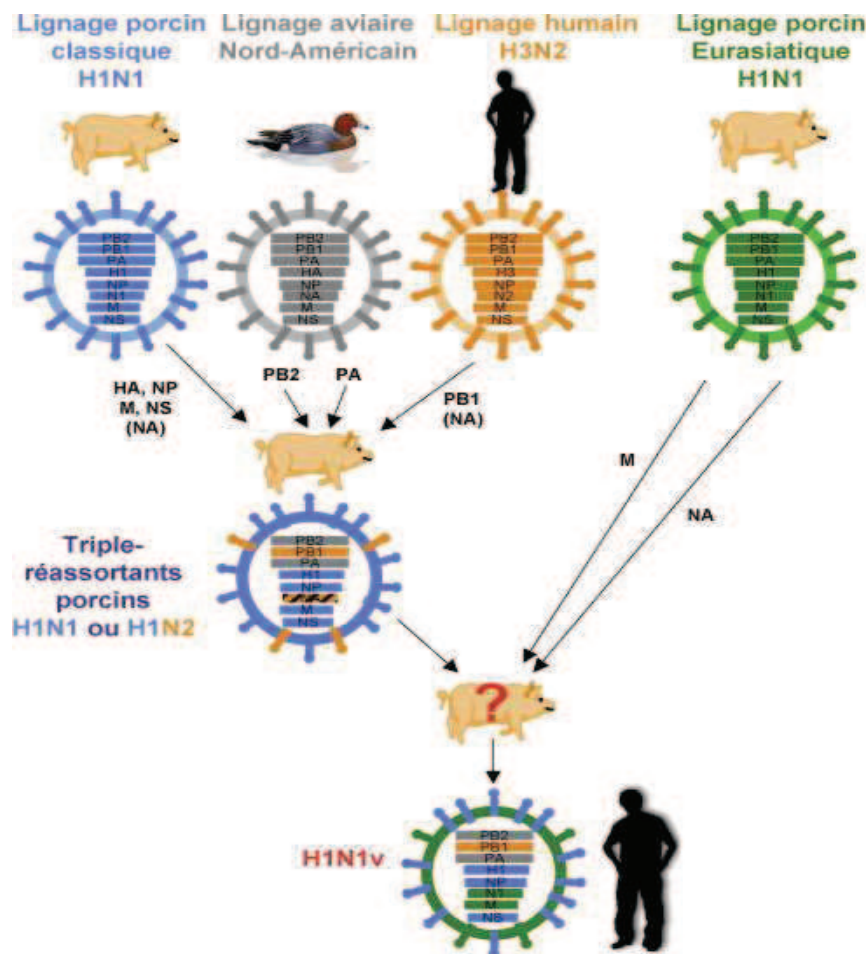 Lignage porcin
classique
H1N1
Lignage aviaire
Nord-Américain
Lignage humain
H3N2
Lignage porcin
Eurasiatique
H1N1
PB2
PB1
PA
H1
NP
N1
M
NS
PB2
PB1
PA
HA
NP
NA
M
NS
PB2
PB1
PA
H3
NP
N2
M
NS
PB2
PB1
PA
H1
NP
N1
M
NS
HA, NP
M, NS
(NA)
PB2
PA
PB1
(NA)
M
NA
Triple-
réassortants
porcins
H1N1 ou H1N2
PB2
PB1
PA
H1
NP
M
NS
?
H1N1v
PB2
PB1
PA
H1
NP
N1
M
NS